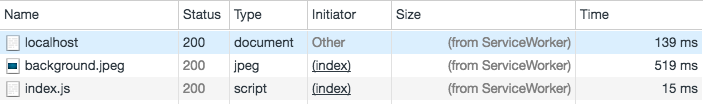 Name Status Type Initiator Size Time
localhost 200 document Other (from ServiceWorker) 139 ms
background.jpeg 200 jpeg (index) (from ServiceWorker) 519 ms
index.js 200 script (index) (from ServiceWorker) 15 ms